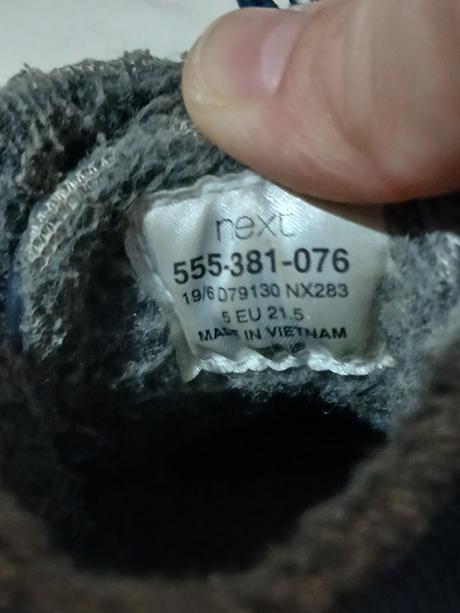 next
555-381-076
19/6 079130 NX283
5 EU 21.5
MADE IN VIETNAM